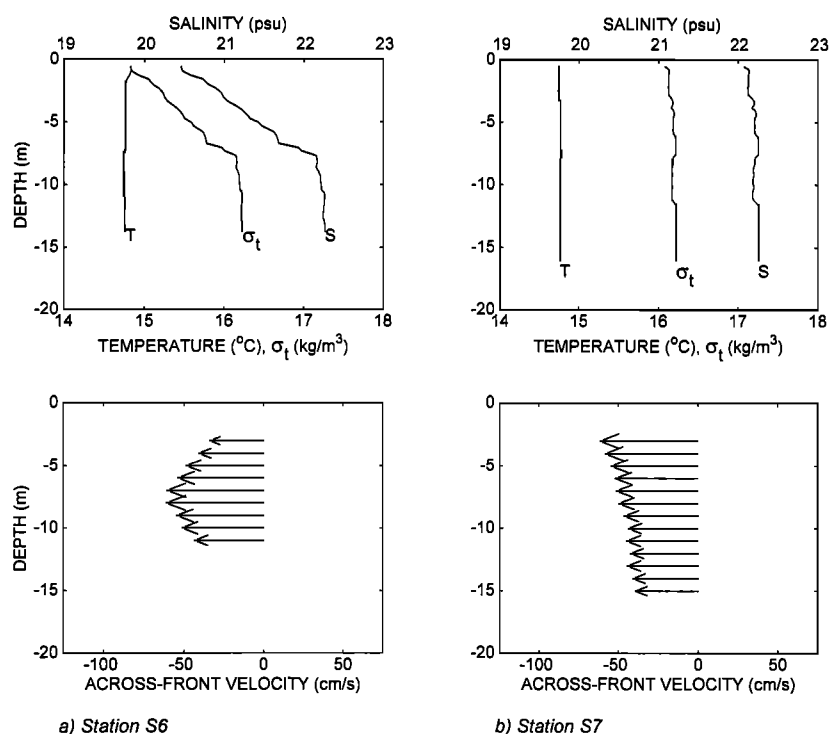 SALINITY (psu)
19 20 21 22 23
0
-5
-10
-15
-20
DEPTH (m)
T σt S
14 15 16 17 18
TEMPERATURE (°C), σt (kg/m³)
SALINITY (psu)
19 20 21 22 23
0
-5
-10
-15
-20
T σt S
14 15 16 17 18
TEMPERATURE (°C), σt (kg/m³)
0
-5
-10
-15
-20
DEPTH (m)
-100 -50 0 50
ACROSS-FRONT VELOCITY (cm/s)
a) Station S6
0
-5
-10
-15
-20
-100 -50 0 50
ACROSS-FRONT VELOCITY (cm/s)
b) Station S7